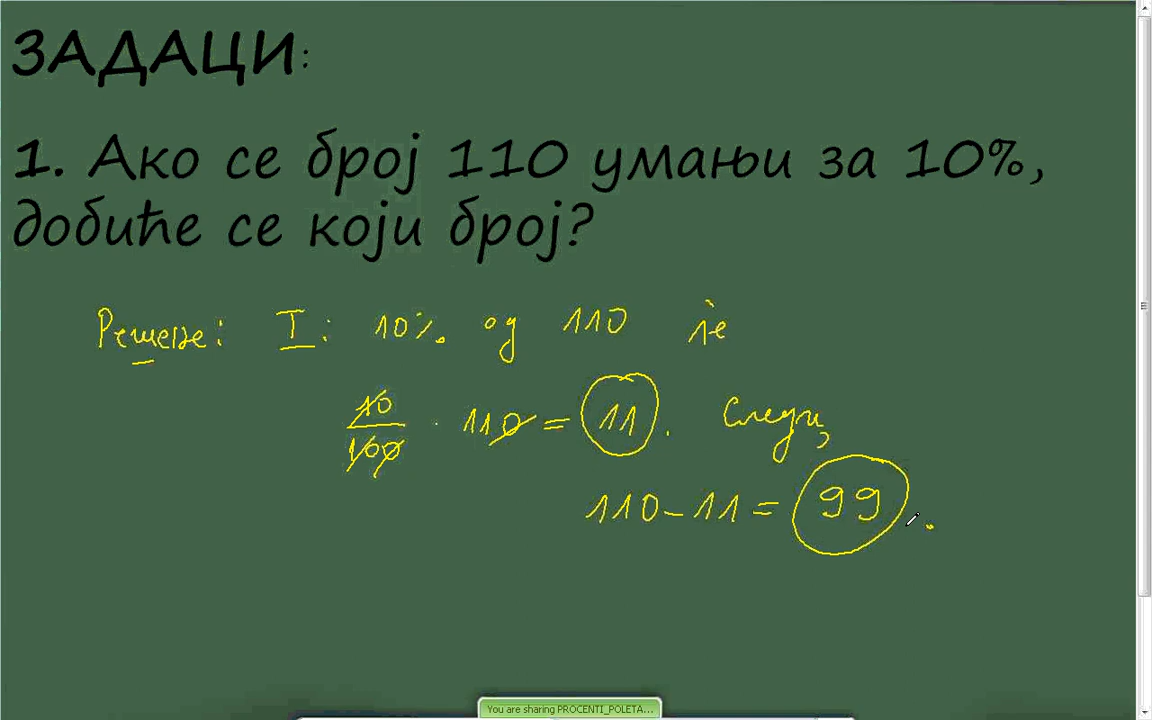 ЗАДАЦИ:
1. Ако се број 110 умањи за 10%,
добиће се који број?
Решење: I: 10% од 110 је
10/100 · 110 = 11. Следи,
110 - 11 = 99.
You are sharing PROCENTI_POLETA...